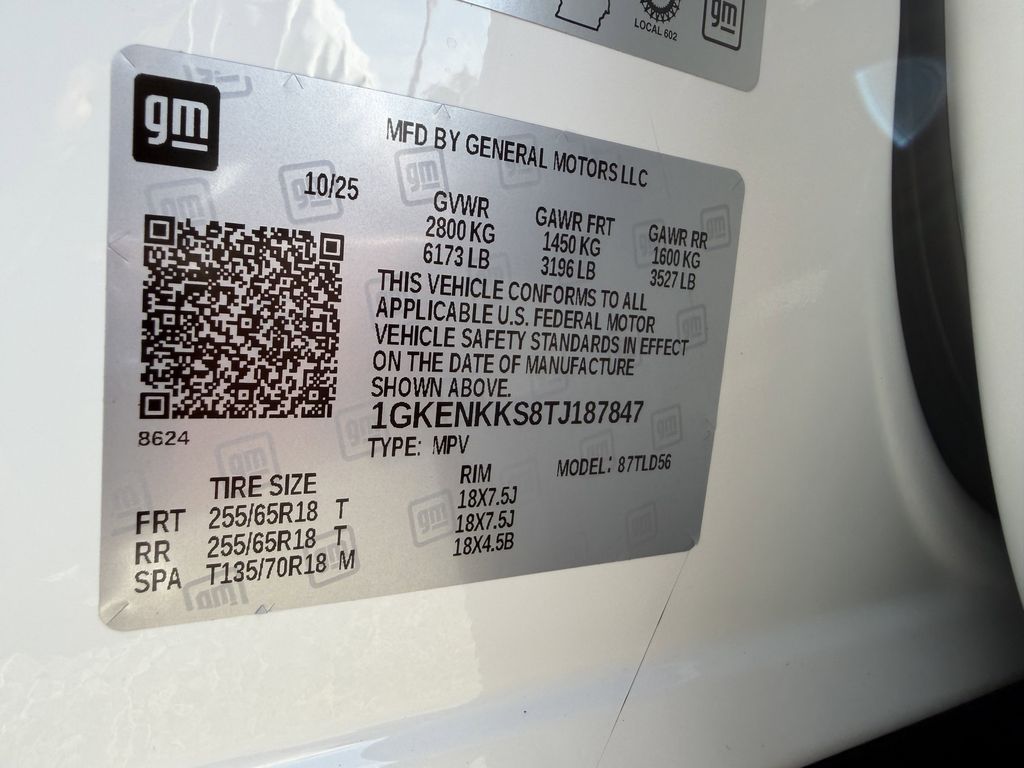 LOCAL 602
gm
gm
MFD BY GENERAL MOTORS LLC
10/25
GVWR GAWR FRT GAWR RR
2800 KG 1450 KG 1600 KG
6173 LB 3196 LB 3527 LB
THIS VEHICLE CONFORMS TO ALL
APPLICABLE U.S. FEDERAL MOTOR
VEHICLE SAFETY STANDARDS IN EFFECT
ON THE DATE OF MANUFACTURE
SHOWN ABOVE.
1GKENKKS8TJ187847
8624
TYPE: MPV MODEL: 87TLD56
TIRE SIZE RIM
FRT 255/65R18 T 18X7.5J
RR 255/65R18 T 18X7.5J
SPA T135/70R18 M 18X4.5B